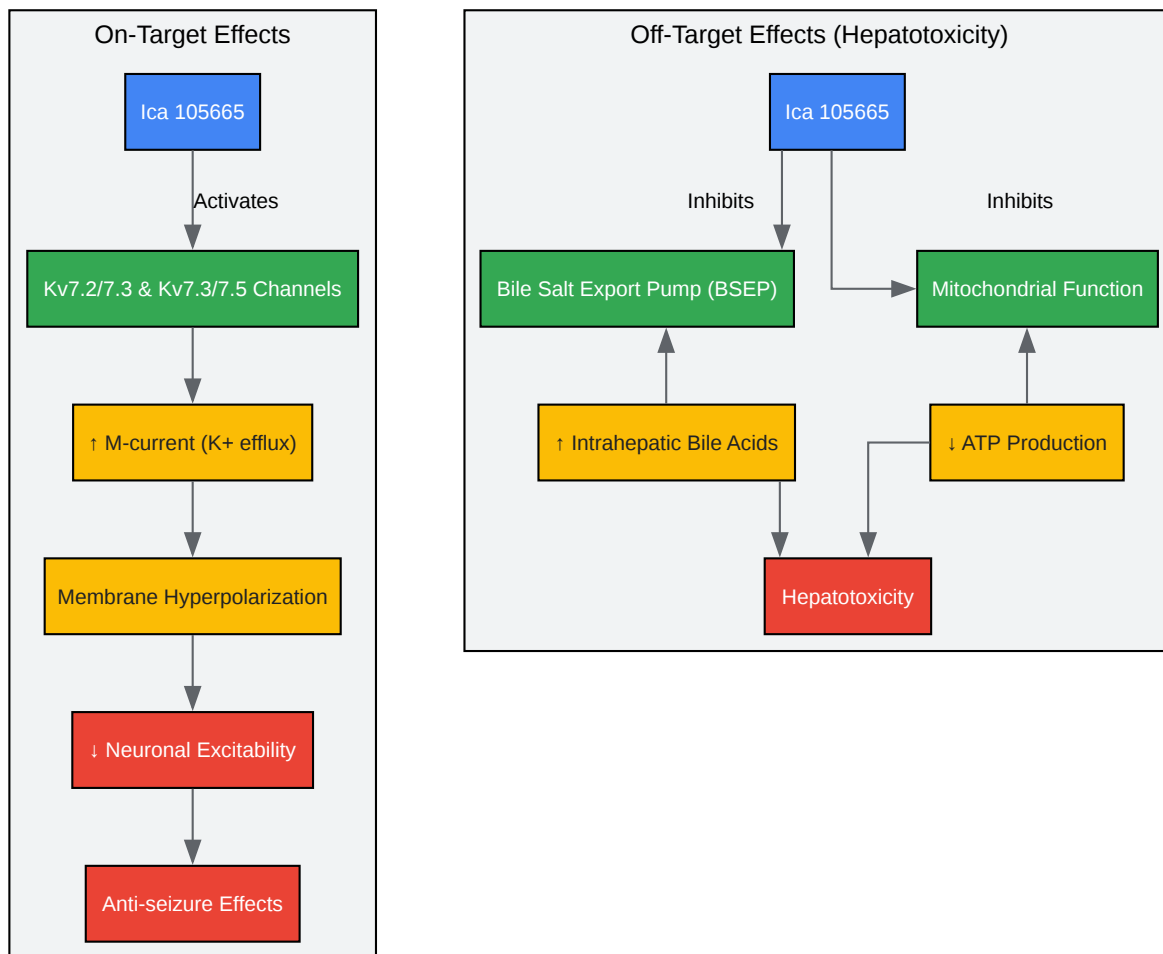 On-Target Effects
Ica 105665
Activates
Kv7.2/7.3 & Kv7.3/7.5 Channels
↑ M-current (K+ efflux)
Membrane Hyperpolarization
↓ Neuronal Excitability
Anti-seizure Effects
Off-Target Effects (Hepatotoxicity)
Ica 105665
Inhibits
Inhibits
Bile Salt Export Pump (BSEP)
Mitochondrial Function
↑ Intrahepatic Bile Acids
↓ ATP Production
Hepatotoxicity